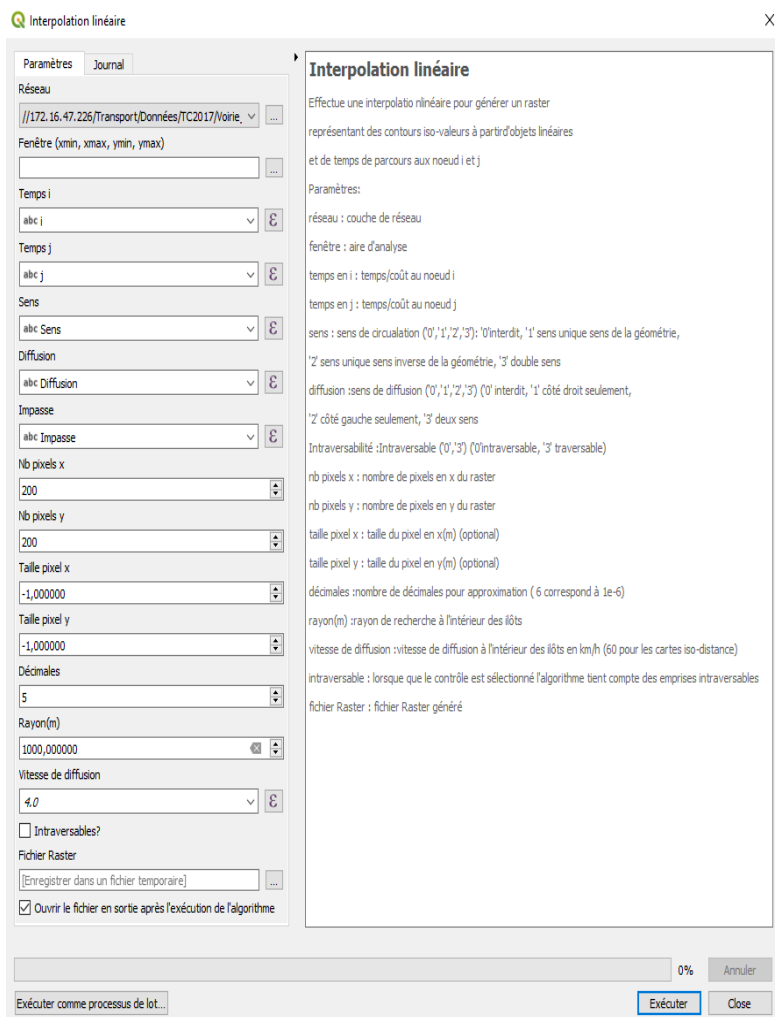 Interpolation linéaire
Paramètres
Journal
Réseau
//172.16.47.226/Transport/Données/TC2017/Voirie_
...
Fenêtre (xmin, xmax, ymin, ymax)
...
Temps i
abc i
ε
Temps j
abc j
ε
Sens
abc Sens
ε
Diffusion
abc Diffusion
ε
Impasse
abc Impasse
ε
Nb pixels x
200
Nb pixels y
200
Taille pixel x
-1,000000
Taille pixel y
-1,000000
Décimales
5
Rayon(m)
1000,000000
Vitesse de diffusion
4.0
ε
Intraversables?
Fichier Raster
[Enregistrer dans un fichier temporaire]
...
Ouvrir le fichier en sortie après l'exécution de l'algorithme
Interpolation linéaire
Effectue une interpolatio nlinéaire pour générer un raster
représentant des contours iso-valeurs à partird'objets linéaires
et de temps de parcours aux noeud i et j
Paramètres:
réseau : couche de réseau
fenêtre : aire d'analyse
temps en i : temps/coût au noeud i
temps en j : temps/coût au noeud j
sens : sens de circualation ('0','1','2','3'): '0'interdit, '1' sens unique sens de la géométrie,
'2' sens unique sens inverse de la géométrie, '3' double sens
diffusion :sens de diffusion ('0','1','2','3') ('0' interdit, '1' côté droit seulement,
'2' côté gauche seulement, '3' deux sens
Intraversabilité :Intraversable ('0','3') ('0'intraversable, '3' traversable)
nb pixels x : nombre de pixels en x du raster
nb pixels y : nombre de pixels en y du raster
taille pixel x : taille du pixel en x(m) (optional)
taille pixel y : taille du pixel en y(m) (optional)
décimales :nombre de décimales pour approximation ( 6 correspond à 1e-6)
rayon(m) :rayon de recherche à l'intérieur des ilôts
vitesse de diffusion :vitesse de diffusion à l'intérieur des ilôts en km/h (60 pour les cartes iso-distance)
intraversable : lorsque que le contrôle est sélectionné l'algorithme tient compte des emprises intraversables
fichier Raster : fichier Raster généré
0%
Annuler
Exécuter comme processus de lot...
Exécuter
Close